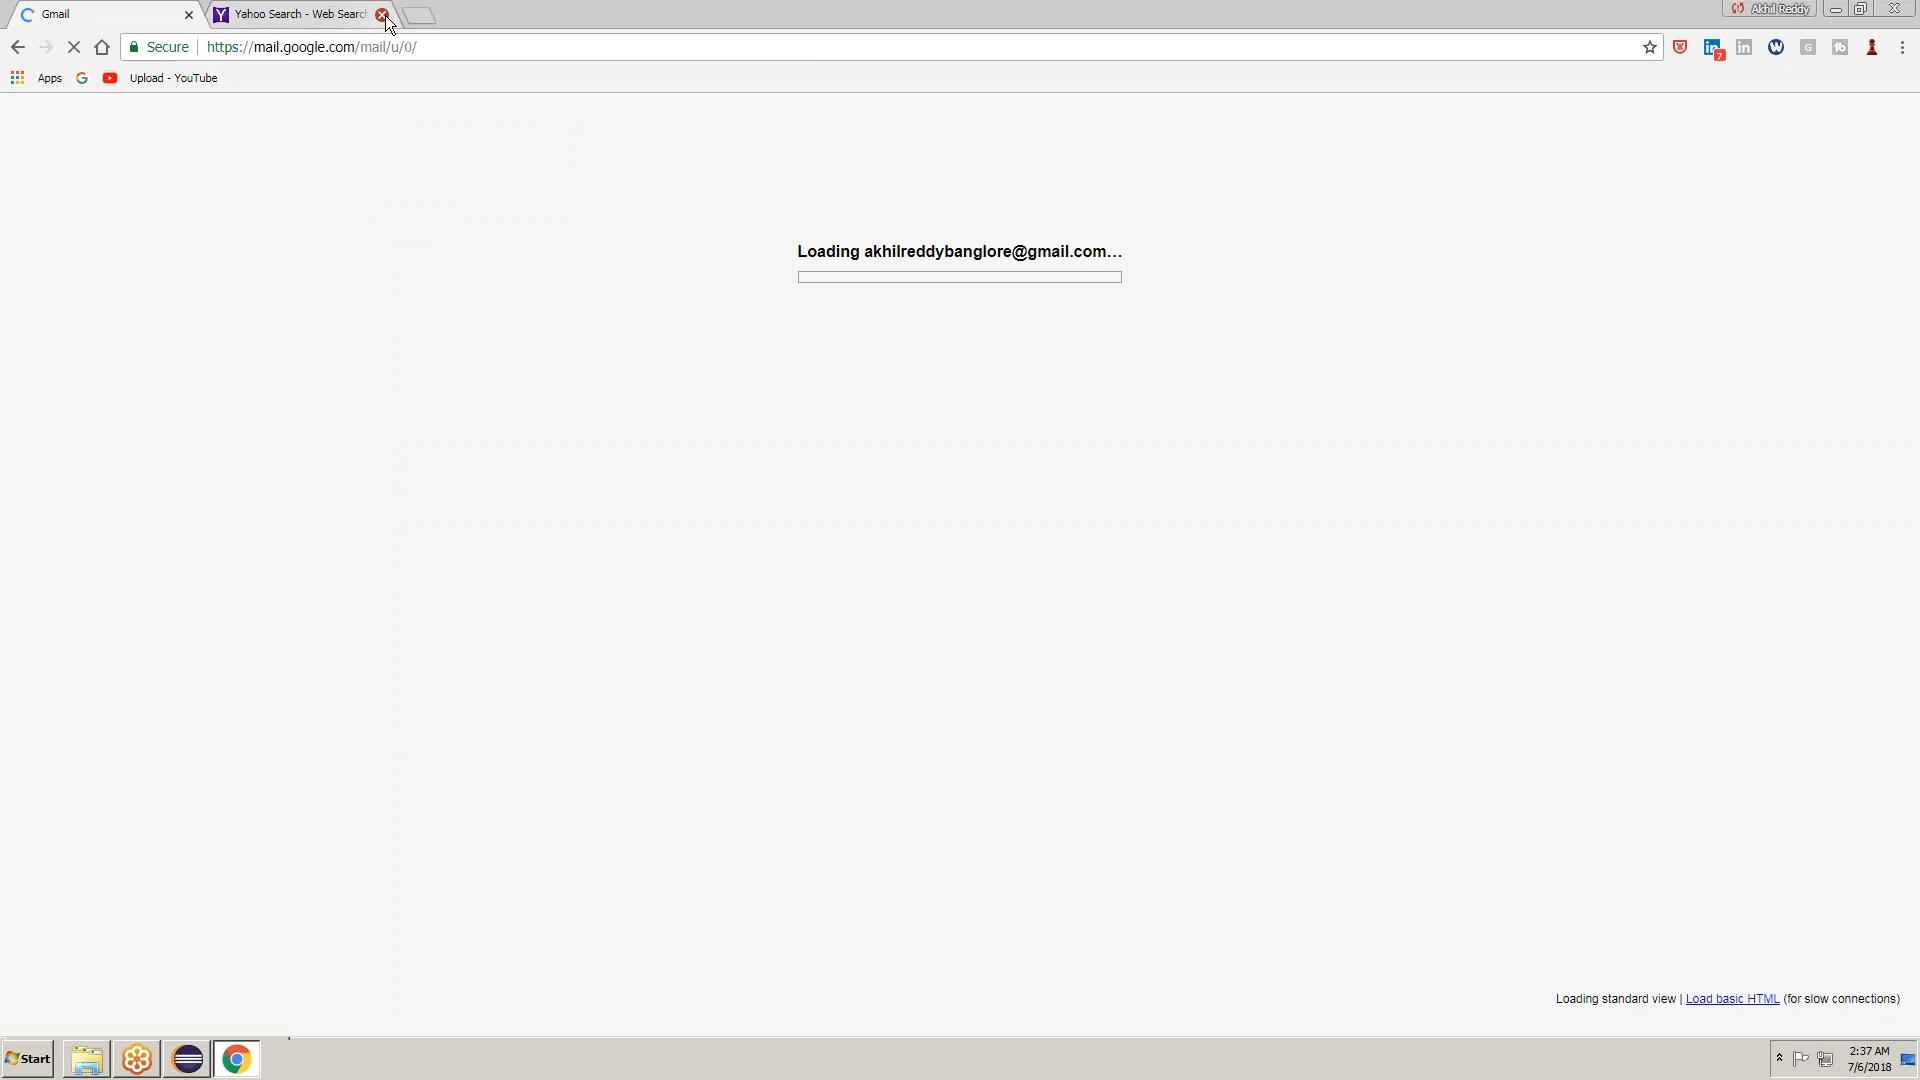 Gmail
Yahoo Search - Web Searc
Akhil Reddy
Secure
https://mail.google.com/mail/u/0/
7
Apps
Upload - YouTube
Loading akhilreddybanglore@gmail.com...
Loading standard view | Load basic HTML (for slow connections)
Start
2:37 AM
7/6/2018